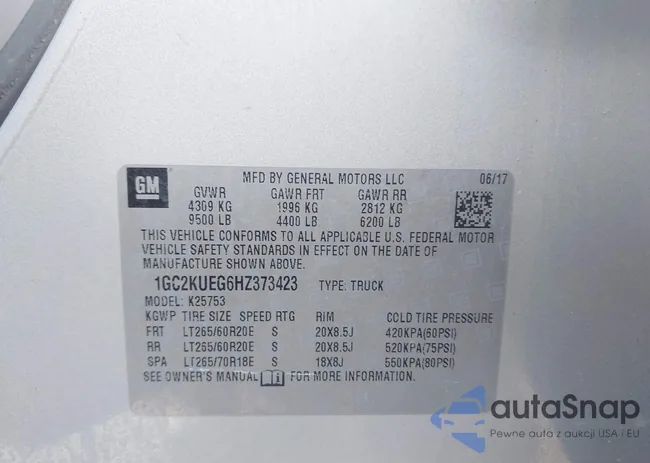 GM
MFD BY GENERAL MOTORS LLC 06/17
GVWR GAWR FRT GAWR RR
4309 KG 1996 KG 2812 KG
9500 LB 4400 LB 6200 LB
THIS VEHICLE CONFORMS TO ALL APPLICABLE U.S. FEDERAL MOTOR
VEHICLE SAFETY STANDARDS IN EFFECT ON THE DATE OF
MANUFACTURE SHOWN ABOVE.
1GC2KUEG6HZ373423 TYPE: TRUCK
MODEL: K25753
KGWP TIRE SIZE SPEED RTG RIM COLD TIRE PRESSURE
FRT LT265/60R20E S 20X8.5J 420KPA(60PSI)
RR LT265/60R20E S 20X8.5J 520KPA(75PSI)
SPA LT265/70R18E S 18X8J 550KPA(80PSI)
SEE OWNER'S MANUAL FOR MORE INFORMATION.
autaSnap
Pewne auta z aukcji USA i EU